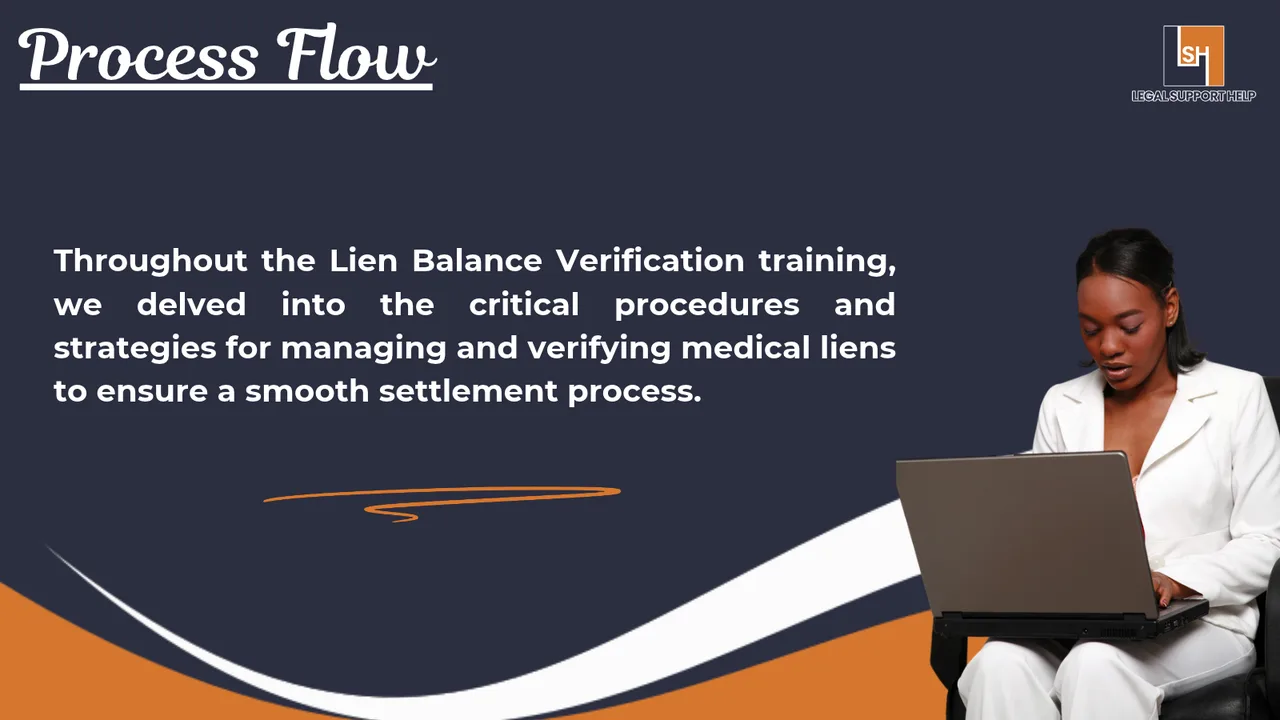 Process Flow
LSH
LEGAL SUPPORT HELP
Throughout the Lien Balance Verification training,
we delved into the critical procedures and
strategies for managing and verifying medical liens
to ensure a smooth settlement process.